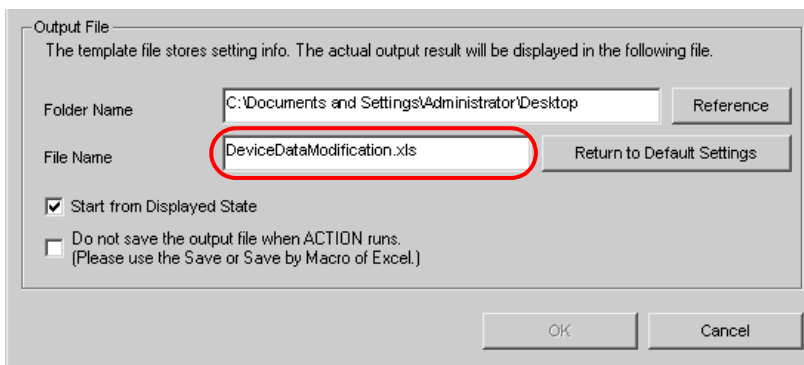 Output File
The template file stores setting info. The actual output result will be displayed in the following file.
Folder Name
C:\Documents and Settings\Administrator\Desktop
Reference
File Name
DeviceDataModification.xls
Return to Default Settings
Start from Displayed State
Do not save the output file when ACTION runs.
(Please use the Save or Save by Macro of Excel.)
OK
Cancel